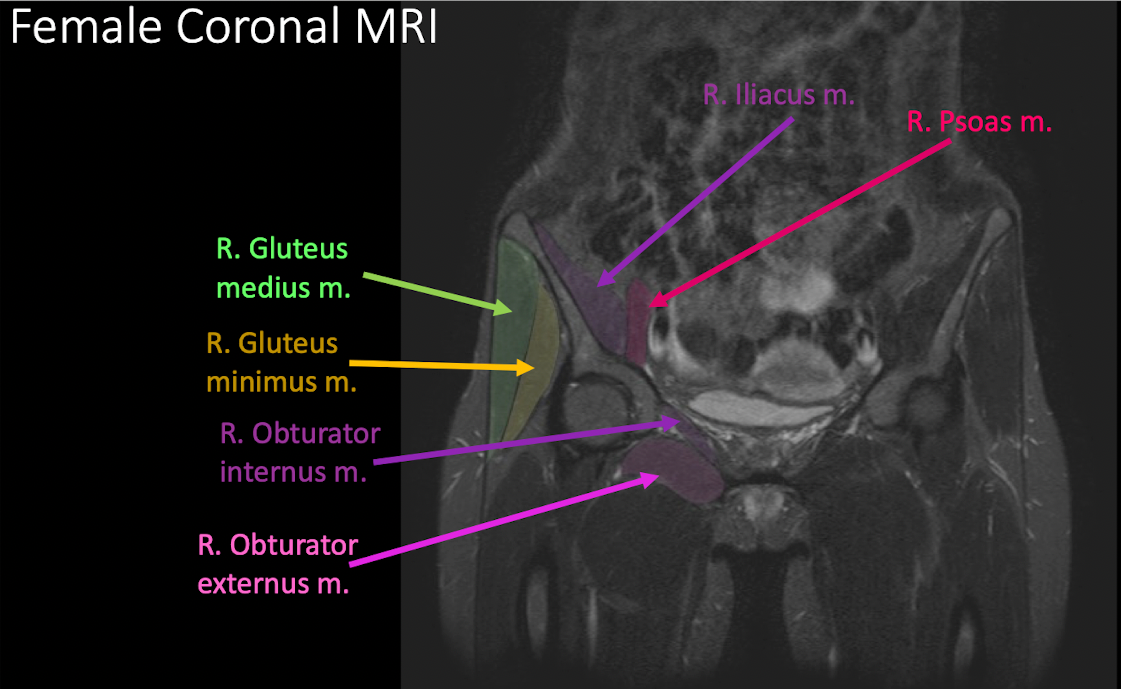 Female Coronal MRI
R. Iliacus m.
R. Psoas m.
R. Gluteus
medius m.
R. Gluteus
minimus m.
R. Obturator
internus m.
R. Obturator
externus m.